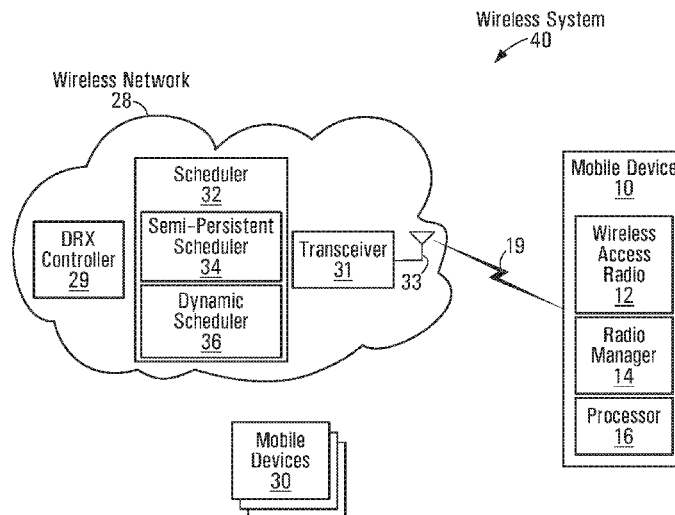 Wireless System
40
Wireless Network
28
Scheduler
32
Semi-Persistent
Scheduler
34
Dynamic
Scheduler
36
DRX
Controller
29
Transceiver
31
33
19
Mobile Device
10
Wireless
Access
Radio
12
Radio
Manager
14
Processor
16
Mobile
Devices
30